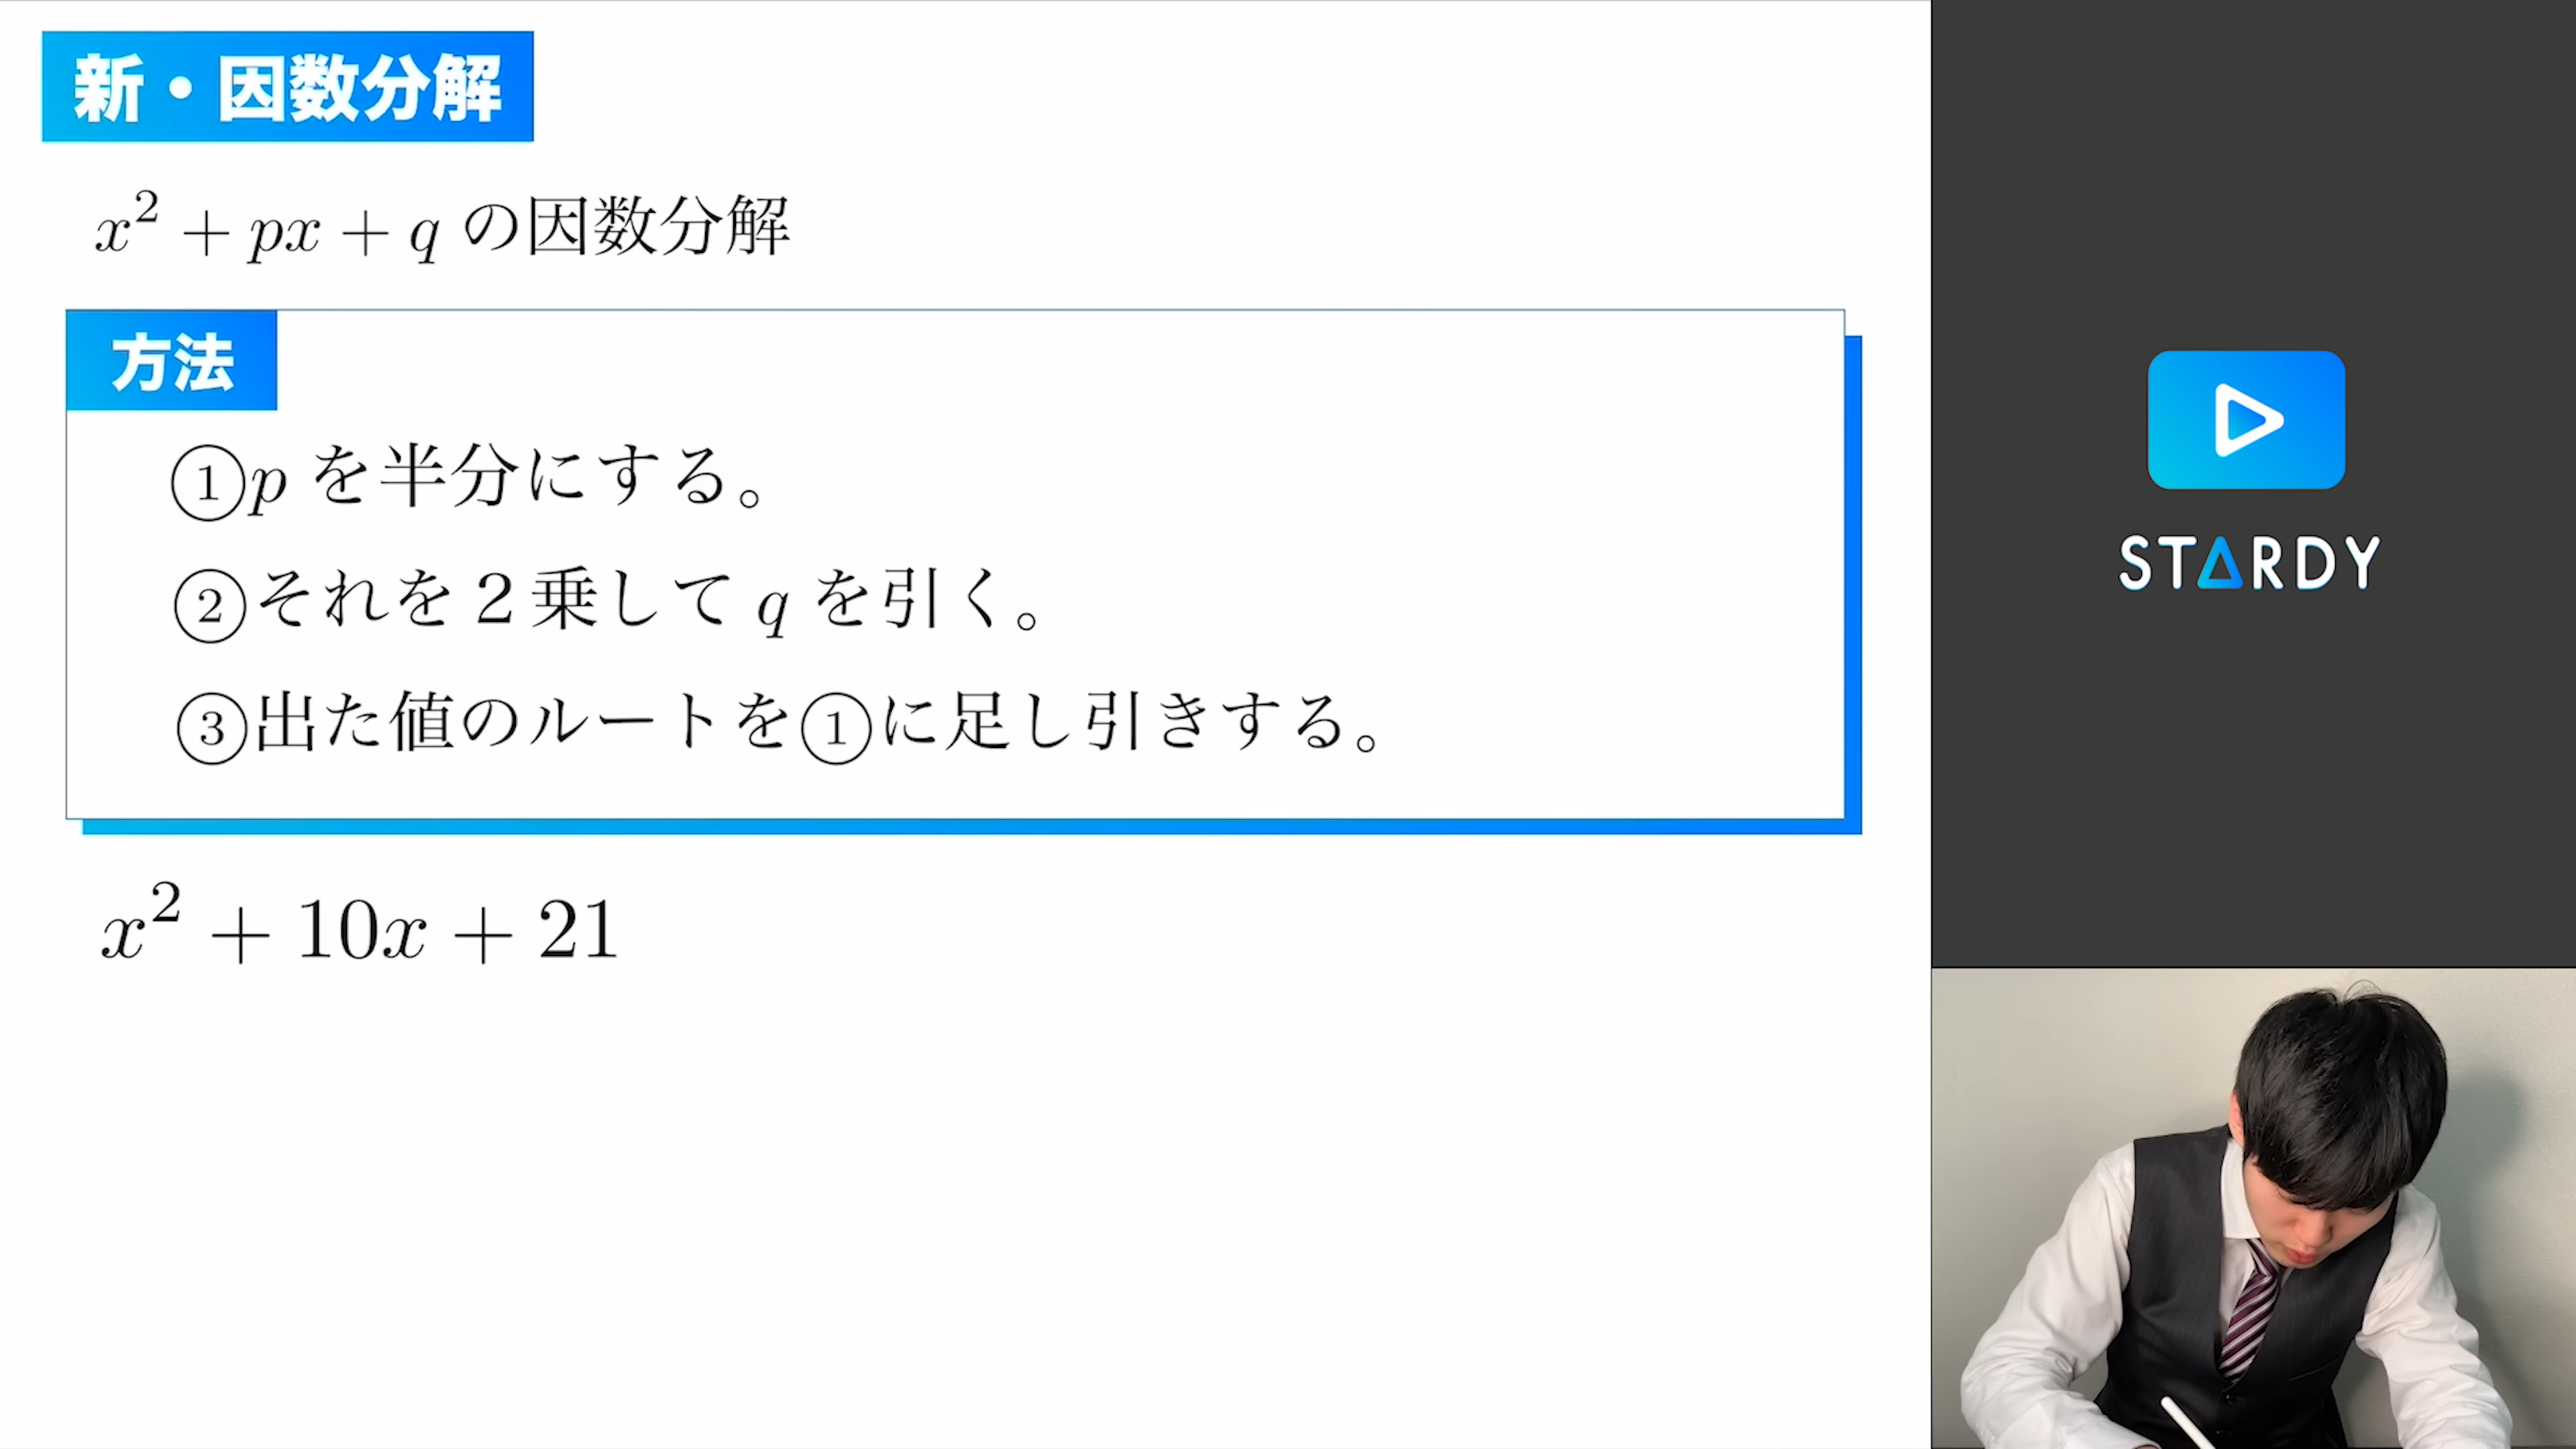 新・因数分解
x² + px + q の因数分解
方法
①p を半分にする。
②それを２乗して q を引く。
③出た値のルートを①に足し引きする。
x² + 10x + 21
STARDY